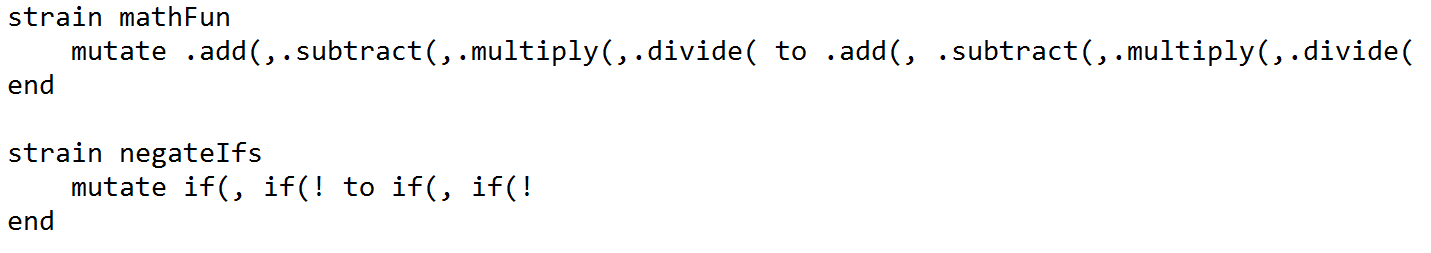 strain mathFun
    mutate .add(,.subtract(,.multiply(,.divide( to .add(, .subtract(,.multiply(,.divide(
end

strain negateIfs
    mutate if(, if(! to if(, if(!
end